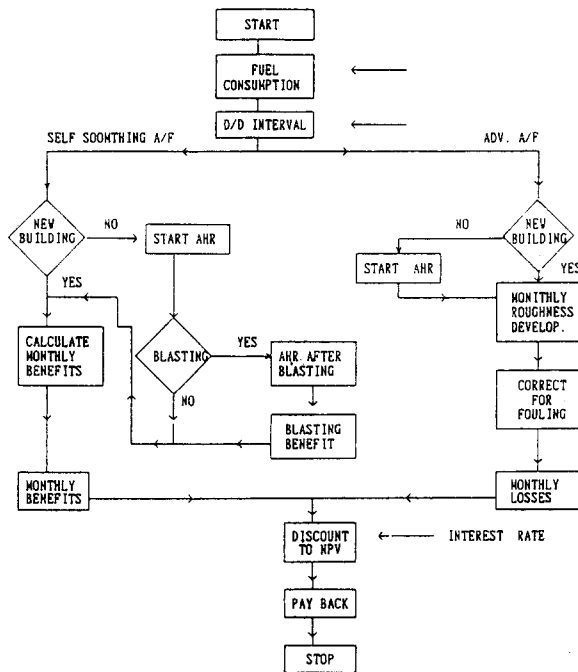 START
FUEL
CONSUMPTION
D/D INTERVAL
SELF SOOMTHING A/F
ADV. A/F
NEW
BUILDING
NO
START AHR
NO
NEW
BUILDING
START AHR
YES
YES
MONIHLY
ROUGHNESS
DEVELOP.
CALCULATE
MONTHLY
BENEFITS
BLASTING
YES
AHR AFTER
BLASTING
NO
CORRECT
FOR
FOULING
BLASTING
BENEFIT
MONTHLY
BENEFITS
MONTHLY
LOSSES
DISCOUNT
TO NPV
INTEREST RATE
PAY BACK
STOP